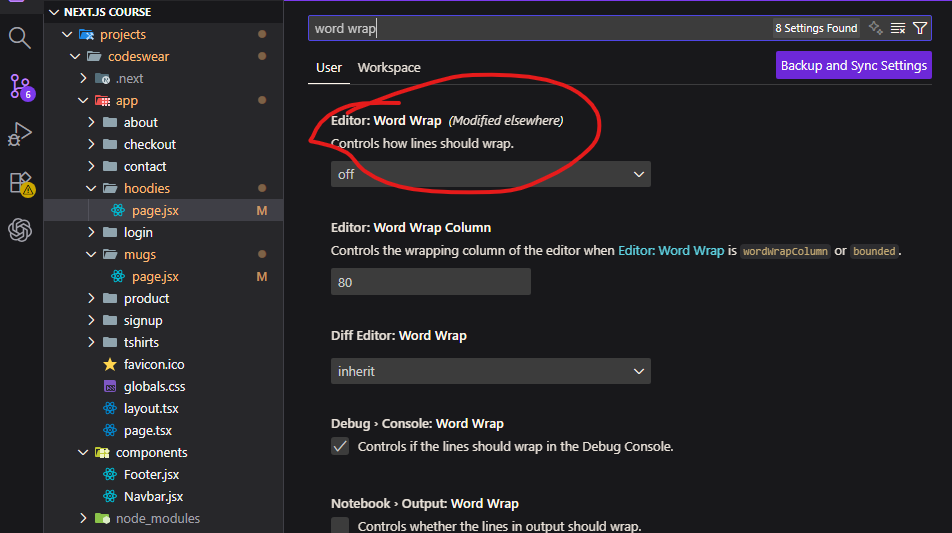 NEXT.JS COURSE
projects
codeswear
.next
app
about
checkout
contact
hoodies
page.jsx M
login
mugs
page.jsx M
product
signup
tshirts
favicon.ico
globals.css
layout.tsx
page.tsx
components
Footer.jsx
Navbar.jsx
node_modules
6
word wrap
8 Settings Found
User Workspace
Backup and Sync Settings
Editor: Word Wrap (Modified elsewhere)
Controls how lines should wrap.
off
Editor: Word Wrap Column
Controls the wrapping column of the editor when Editor: Word Wrap is wordWrapColumn or bounded.
80
Diff Editor: Word Wrap
inherit
Debug › Console: Word Wrap
Controls if the lines should wrap in the Debug Console.
Notebook › Output: Word Wrap
Controls whether the lines in output should wrap.